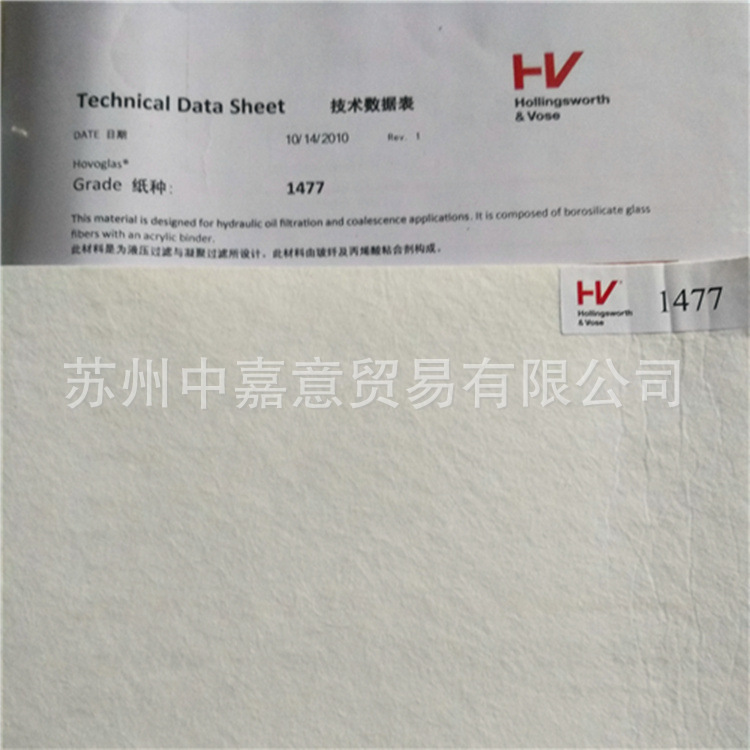 HV
Hollingsworth
& Vose
Technical Data Sheet 技术数据表
DATE 日期 10/14/2010 Rev. 1
Hovoglas®
Grade 纸种: 1477
This material is designed for hydraulic oil filtration and coalescence applications. It is composed of borosilicate glass
fibers with an acrylic binder.
此材料是为液压过滤与凝聚过滤所设计。此材料由玻纤及丙烯酸粘合剂构成。
HV 1477
Hollingsworth
& Vose
苏州中嘉意贸易有限公司